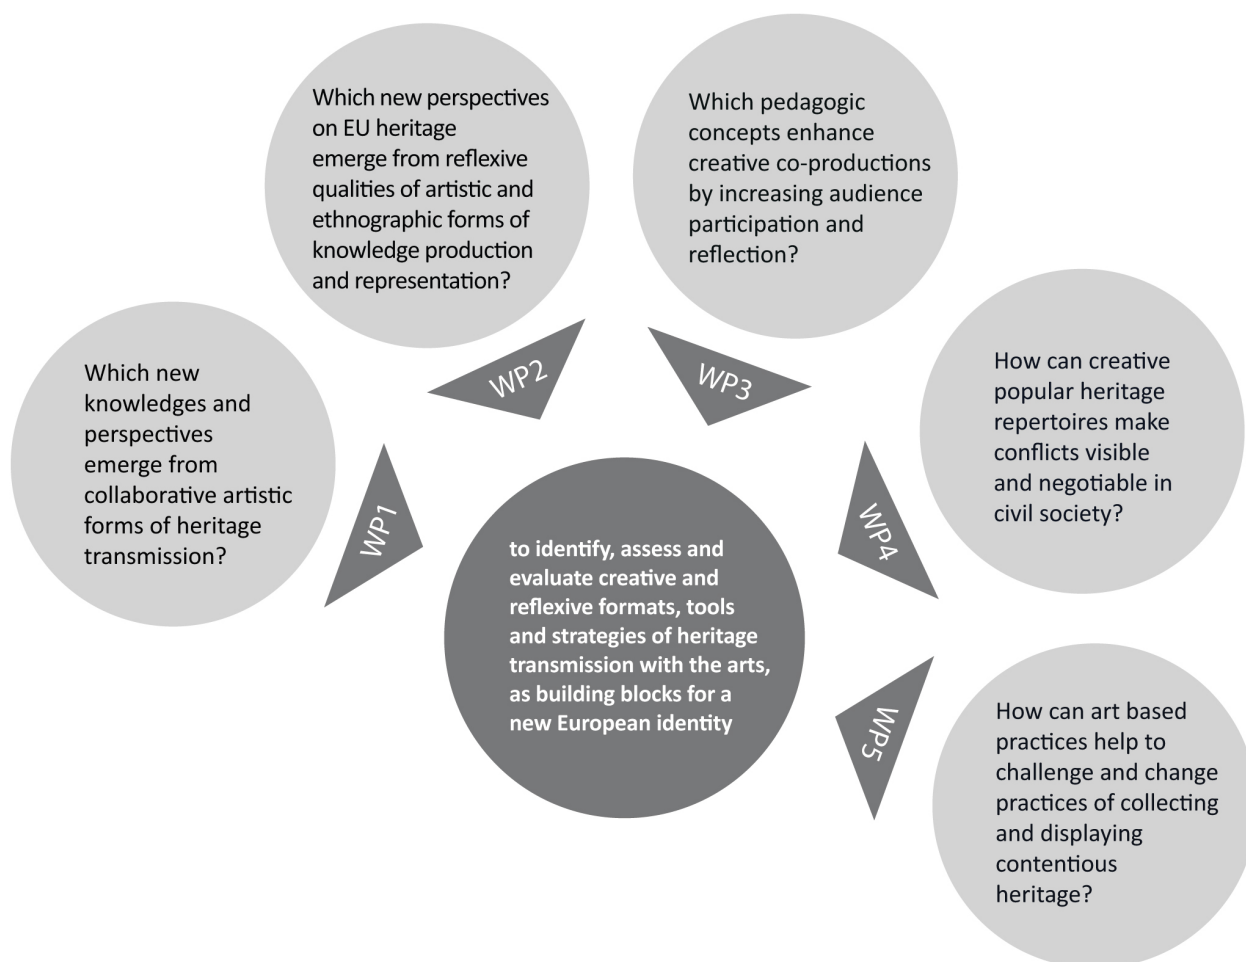 Which new
knowledges and
perspectives
emerge from
collaborative artistic
forms of heritage
transmission?
WP1
Which new perspectives
on EU heritage
emerge from reflexive
qualities of artistic and
ethnographic forms of
knowledge production
and representation?
WP2
Which pedagogic
concepts enhance
creative co-productions
by increasing audience
participation and
reflection?
WP3
How can creative
popular heritage
repertoires make
conflicts visible
and negotiable in
civil society?
WP4
How can art based
practices help to
challenge and change
practices of collecting
and displaying
contentious
heritage?
WP5
to identify, assess and
evaluate creative and
reflexive formats, tools
and strategies of heritage
transmission with the arts,
as building blocks for a
new European identity